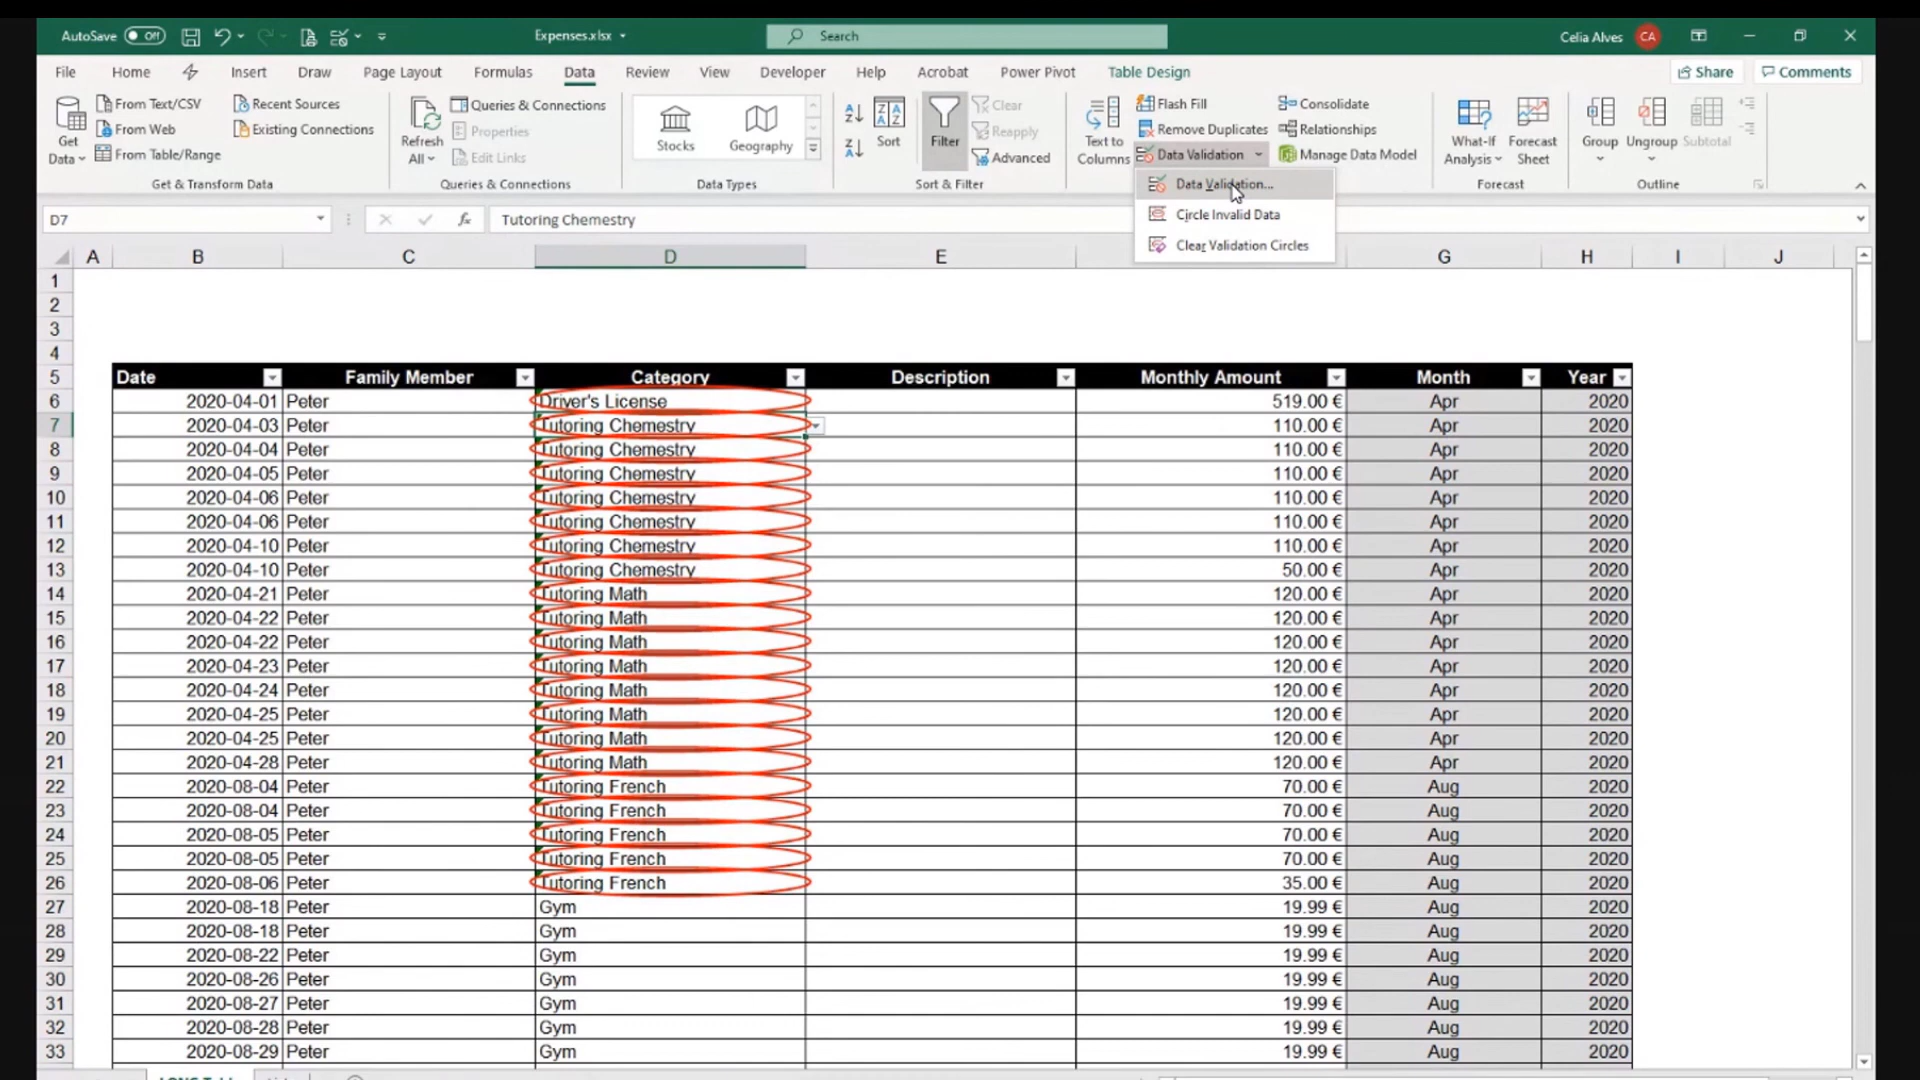 AutoSave Off Expenses.xlsx Search Celia Alves CA
File Home Insert Draw Page Layout Formulas Data Review View Developer Help Acrobat Power Pivot Table Design Share Comments
Get Data
From Text/CSV
From Web
From Table/Range
Recent Sources
Existing Connections
Get & Transform Data
Refresh All
Queries & Connections
Properties
Edit Links
Queries & Connections
Stocks
Geography
Data Types
Sort
Filter
Clear
Reapply
Advanced
Sort & Filter
Text to Columns
Flash Fill
Remove Duplicates
Data Validation
Consolidate
Relationships
Manage Data Model
What-If Analysis
Forecast Sheet
Forecast
Group
Ungroup
Subtotal
Outline
Data Validation...
Circle Invalid Data
Clear Validation Circles
D7 fx Tutoring Chemestry
A B C D E G H I J
1
2
3
4
5 Date Family Member Category Description Monthly Amount Month Year
6 2020-04-01 Peter Driver's License 519.00 € Apr 2020
7 2020-04-03 Peter Tutoring Chemestry 110.00 € Apr 2020
8 2020-04-04 Peter Tutoring Chemestry 110.00 € Apr 2020
9 2020-04-05 Peter Tutoring Chemestry 110.00 € Apr 2020
10 2020-04-06 Peter Tutoring Chemestry 110.00 € Apr 2020
11 2020-04-06 Peter Tutoring Chemestry 110.00 € Apr 2020
12 2020-04-10 Peter Tutoring Chemestry 110.00 € Apr 2020
13 2020-04-10 Peter Tutoring Chemestry 50.00 € Apr 2020
14 2020-04-21 Peter Tutoring Math 120.00 € Apr 2020
15 2020-04-22 Peter Tutoring Math 120.00 € Apr 2020
16 2020-04-22 Peter Tutoring Math 120.00 € Apr 2020
17 2020-04-23 Peter Tutoring Math 120.00 € Apr 2020
18 2020-04-24 Peter Tutoring Math 120.00 € Apr 2020
19 2020-04-25 Peter Tutoring Math 120.00 € Apr 2020
20 2020-04-25 Peter Tutoring Math 120.00 € Apr 2020
21 2020-04-28 Peter Tutoring Math 120.00 € Apr 2020
22 2020-08-04 Peter Tutoring French 70.00 € Aug 2020
23 2020-08-04 Peter Tutoring French 70.00 € Aug 2020
24 2020-08-05 Peter Tutoring French 70.00 € Aug 2020
25 2020-08-05 Peter Tutoring French 70.00 € Aug 2020
26 2020-08-06 Peter Tutoring French 35.00 € Aug 2020
27 2020-08-18 Peter Gym 19.99 € Aug 2020
28 2020-08-18 Peter Gym 19.99 € Aug 2020
29 2020-08-22 Peter Gym 19.99 € Aug 2020
30 2020-08-26 Peter Gym 19.99 € Aug 2020
31 2020-08-27 Peter Gym 19.99 € Aug 2020
32 2020-08-28 Peter Gym 19.99 € Aug 2020
33 2020-08-29 Peter Gym 19.99 € Aug 2020